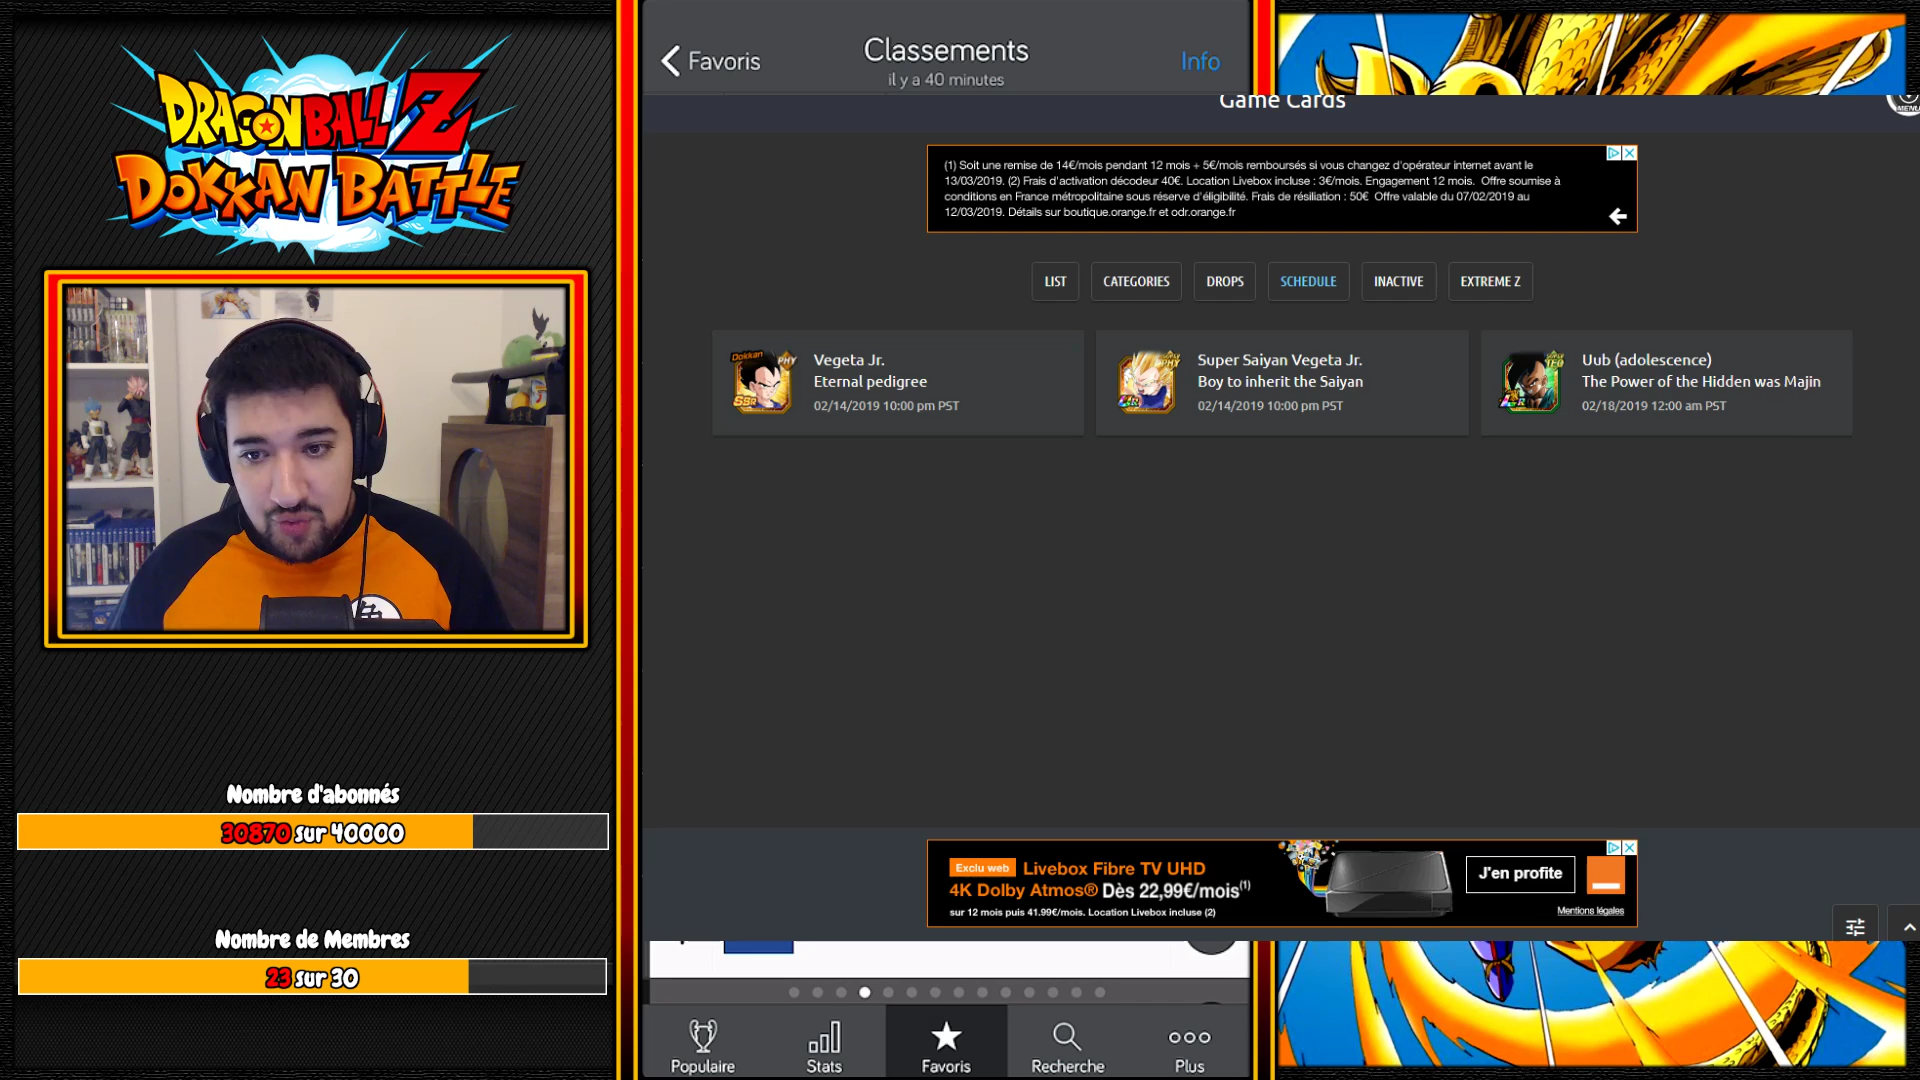 DRAGON BALL Z
DOKKAN BATTLE
Nombre d'abonnés
30870 sur 40000
Nombre de Membres
23 sur 30
Favoris
Classements
il y a 40 minutes
Info
Game Cards
MENU
(1) Soit une remise de 14€/mois pendant 12 mois + 5€/mois remboursés si vous changez d'opérateur internet avant le
13/03/2019. (2) Frais d'activation décodeur 40€. Location Livebox incluse : 3€/mois. Engagement 12 mois. Offre soumise à
conditions en France métropolitaine sous réserve d'éligibilité. Frais de résiliation : 50€ Offre valable du 07/02/2019 au
12/03/2019. Détails sur boutique.orange.fr et odr.orange.fr
LIST
CATEGORIES
DROPS
SCHEDULE
INACTIVE
EXTREME Z
Dokkan
PHY
SSR
Vegeta Jr.
Eternal pedigree
02/14/2019 10:00 pm PST
SUPER
PHY
Super Saiyan Vegeta Jr.
Boy to inherit the Saiyan
02/14/2019 10:00 pm PST
SUPER
TEQ
Uub (adolescence)
The Power of the Hidden was Majin
02/18/2019 12:00 am PST
Exclu web Livebox Fibre TV UHD
4K Dolby Atmos® Dès 22,99€/mois(1)
sur 12 mois puis 41.99€/mois. Location Livebox incluse (2)
J'en profite
Mentions légales
Populaire
Stats
Favoris
Recherche
Plus